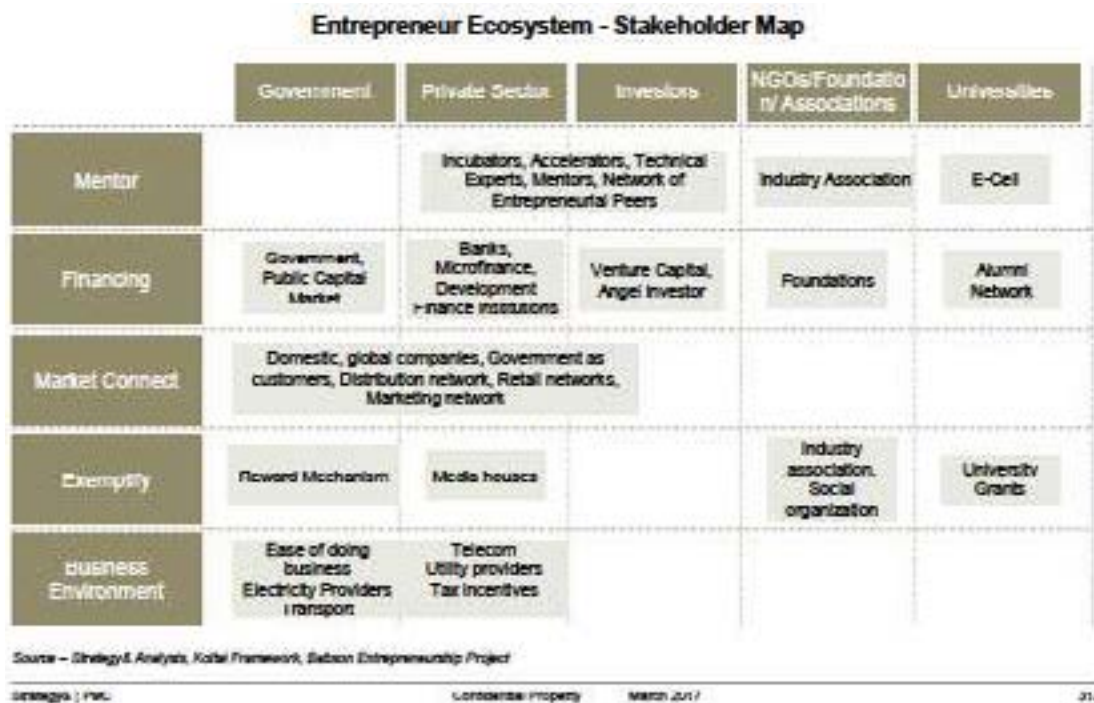 Entrepreneur Ecosystem - Stakeholder Map
Government
Private Sector
Investors
NGOs/Foundatio
n/ Associations
Universities
Mentor
Incubators, Accelerators, Technical
Experts, Mentors, Network of
Entrepreneurial Peers
Industry Association
E-Cell
Financing
Government,
Public Capital
Market
Banks,
Microfinance,
Development
Finance Institutions
Venture Capital,
Angel Investor
Foundations
Alumni
Network
Market Connect
Domestic, global companies, Government as
customers, Distribution network, Retail networks,
Marketing network
Exemplify
Reward Mechanism
Media houses
Industry
association.
Social
organization
University
Grants
Business
Environment
Ease of doing
business
Electricity Providers
Transport
Telecom
Utility providers
Tax incentives
Source – Strategy& Analysis, Koltai Framework, Babson Entrepreneurship Project
Strategy& | PwC
Confidential Property
March 2017